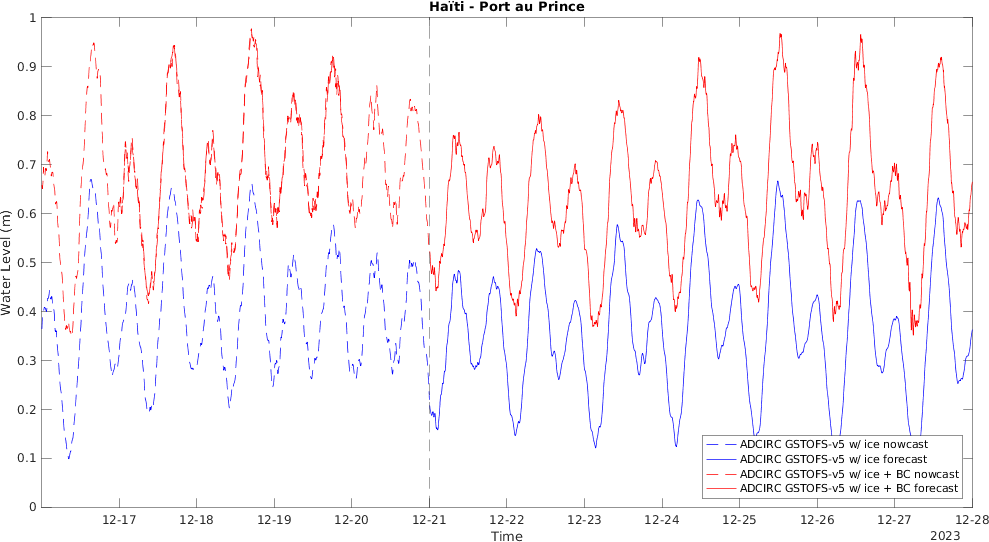 Haïti - Port au Prince
1
0.9
0.8
0.7
0.6
0.5
0.4
0.3
0.2
0.1
0
Water Level (m)
ADCIRC GSTOFS-v5 w/ ice nowcast
ADCIRC GSTOFS-v5 w/ ice forecast
ADCIRC GSTOFS-v5 w/ ice + BC nowcast
ADCIRC GSTOFS-v5 w/ ice + BC forecast
12-17 12-18 12-19 12-20 12-21 12-22 12-23 12-24 12-25 12-26 12-27 12-28
Time
2023